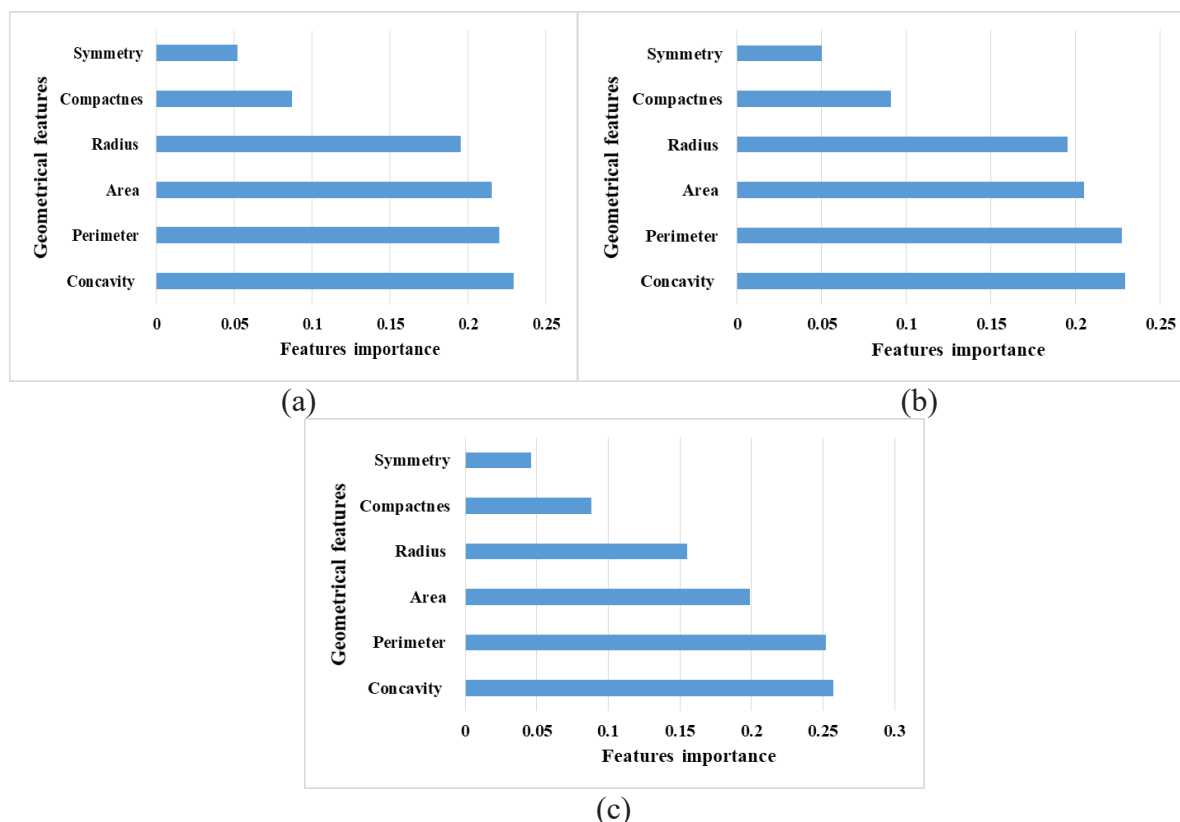 Geometrical features
Symmetry
Compactnes
Radius
Area
Perimeter
Concavity
0 0.05 0.1 0.15 0.2 0.25
Features importance
(a)
Geometrical features
Symmetry
Compactnes
Radius
Area
Perimeter
Concavity
0 0.05 0.1 0.15 0.2 0.25
Features importance
(b)
Geometrical features
Symmetry
Compactnes
Radius
Area
Perimeter
Concavity
0 0.05 0.1 0.15 0.2 0.25 0.3
Features importance
(c)